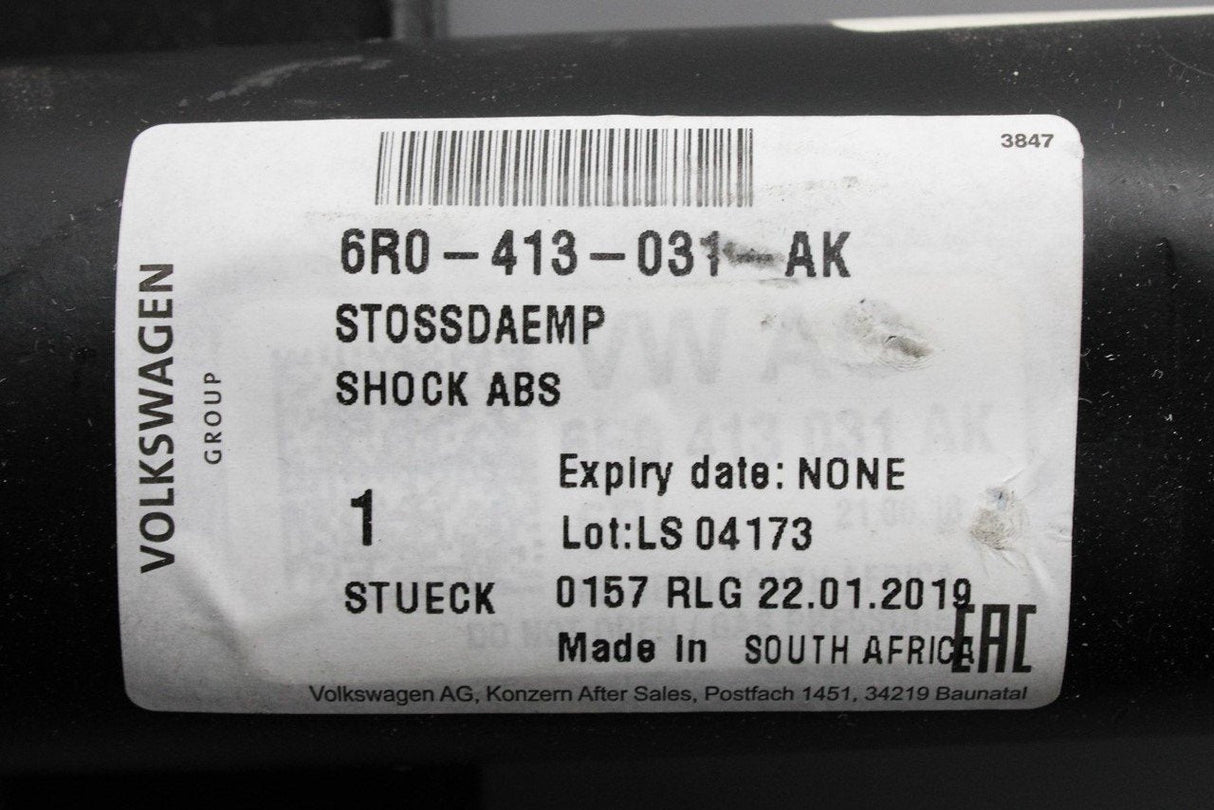 3847
6R0-413-031-AK
STOSSDAEMP
SHOCK ABS
VOLKSWAGEN
GROUP
Expiry date: NONE
1
Lot:LS 04173
STUECK
0157 RLG 22.01.2019
EAC
Made in SOUTH AFRICA
Volkswagen AG, Konzern After Sales, Postfach 1451, 34219 Baunatal